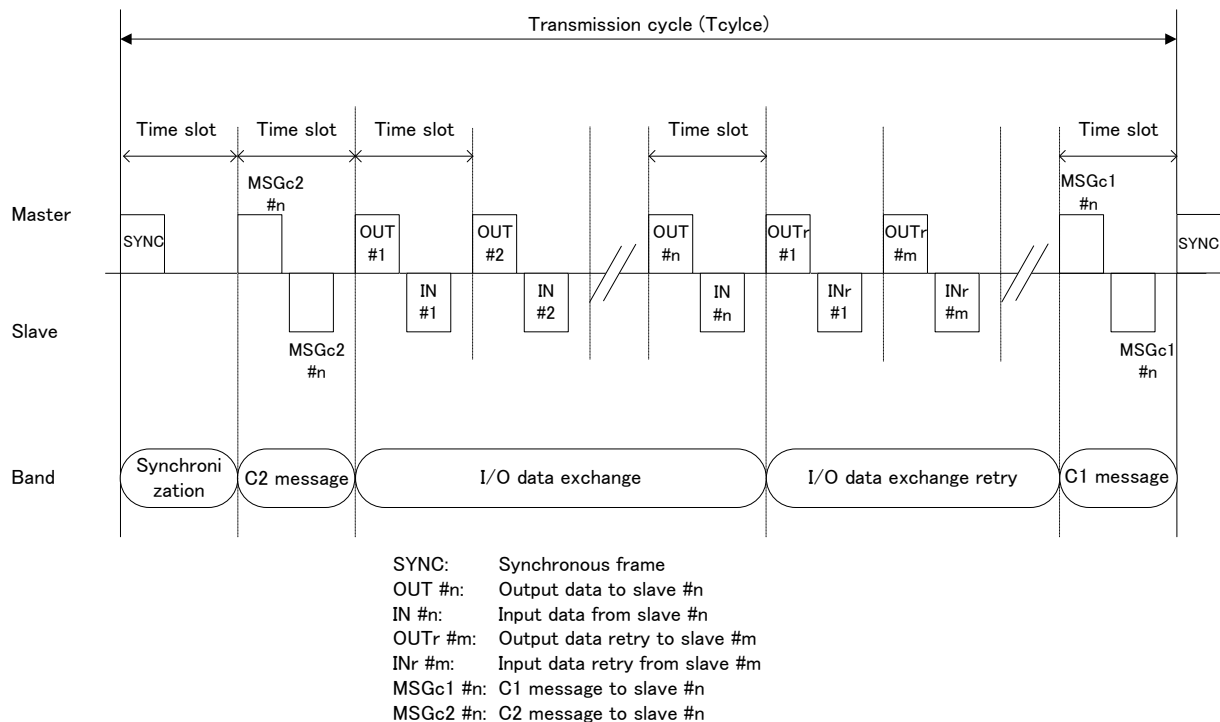 Transmission cycle (Tcylce)
Time slot Time slot Time slot Time slot Time slot
MSGc2
#n
MSGc1
#n
Master
SYNC
OUT
#1
OUT
#2
OUT
#n
OUTr
#1
OUTr
#m
SYNC
IN
#1
IN
#2
IN
#n
INr
#1
INr
#m
Slave
MSGc2
#n
MSGc1
#n
Band
Synchroni
zation
C2 message
I/O data exchange
I/O data exchange retry
C1 message
SYNC: Synchronous frame
OUT #n: Output data to slave #n
IN #n: Input data from slave #n
OUTr #m: Output data retry to slave #m
INr #m: Input data retry from slave #m
MSGc1 #n: C1 message to slave #n
MSGc2 #n: C2 message to slave #n